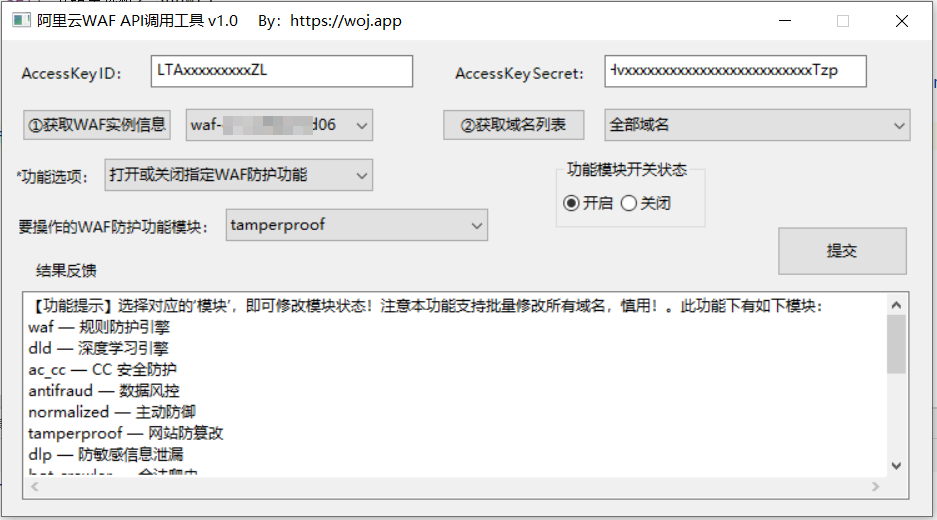 阿里云WAF API调用工具 v1.0 By：https://woj.app
AccessKeyID： LTAxxxxxxxxxZL AccessKeySecret： HvxxxxxxxxxxxxxxxxxxxxxxxxxTzp
①获取WAF实例信息 waf- d06 ②获取域名列表 全部域名
*功能选项： 打开或关闭指定WAF防护功能 功能模块开关状态
开启 关闭
要操作的WAF防护功能模块： tamperproof
提交
结果反馈
【功能提示】选择对应的‘模块’，即可修改模块状态！注意本功能支持批量修改所有域名，慎用！。此功能下有如下模块：
waf — 规则防护引擎
dld — 深度学习引擎
ac_cc — CC 安全防护
antifraud — 数据风控
normalized — 主动防御
tamperproof — 网站防篡改
dlp — 防敏感信息泄漏